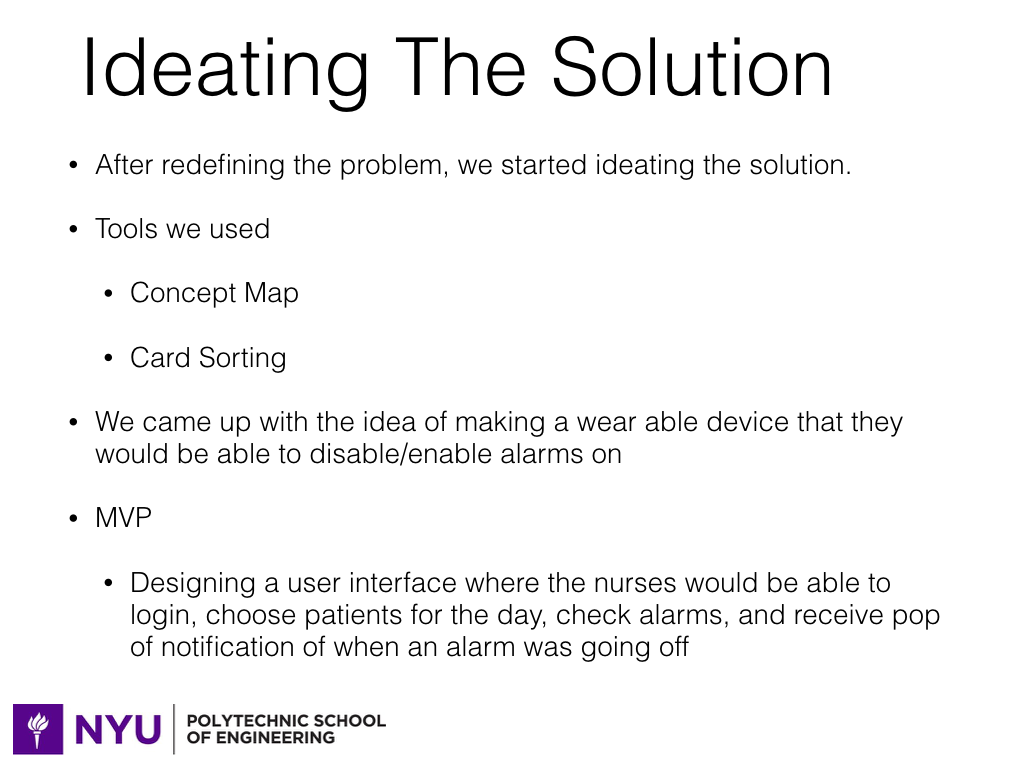 Ideating The Solution
• After redefining the problem, we started ideating the solution.
• Tools we used
• Concept Map
• Card Sorting
• We came up with the idea of making a wear able device that they
would be able to disable/enable alarms on
• MVP
• Designing a user interface where the nurses would be able to
login, choose patients for the day, check alarms, and receive pop
of notification of when an alarm was going off
NYU POLYTECHNIC SCHOOL
OF ENGINEERING